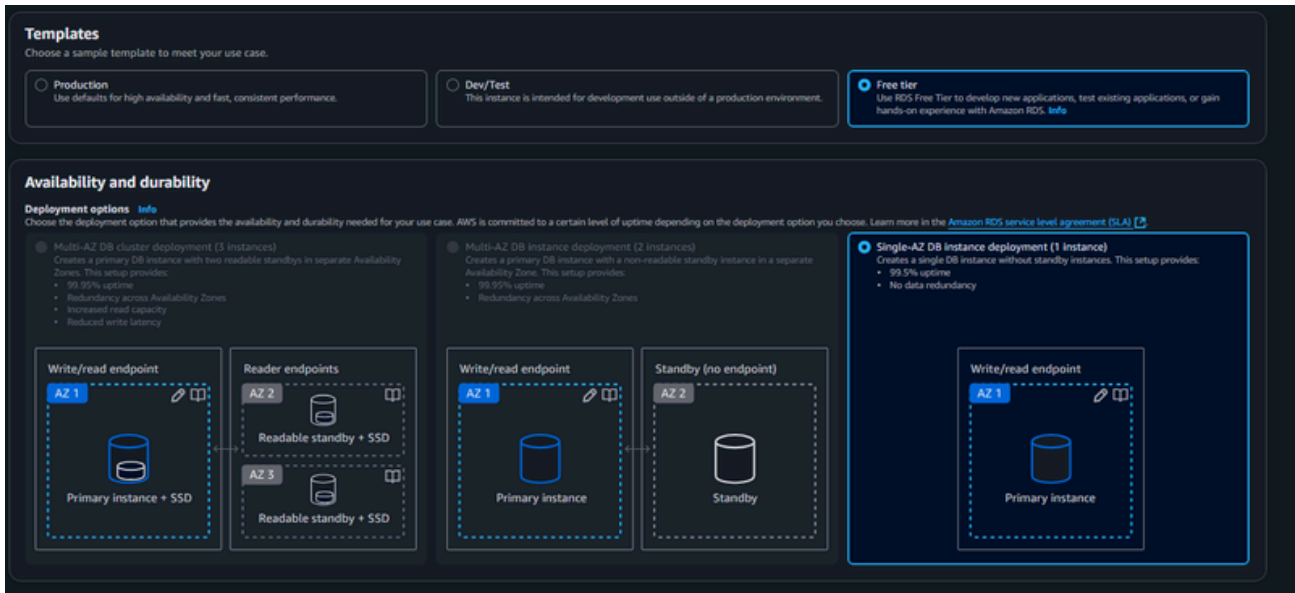 Templates
Choose a sample template to meet your use case.
Production
Use defaults for high availability and fast, consistent performance.
Dev/Test
This instance is intended for development use outside of a production environment.
Free tier
Use RDS Free Tier to develop new applications, test existing applications, or gain
hands-on experience with Amazon RDS. Info
Availability and durability
Deployment options Info
Choose the deployment option that provides the availability and durability needed for your use case. AWS is committed to a certain level of uptime depending on the deployment option you choose. Learn more in the Amazon RDS service level agreement (SLA).
Multi-AZ DB cluster deployment (3 instances)
Creates a primary DB instance with two readable standbys in separate Availability
Zones. This setup provides:
• 99.95% uptime
• Redundancy across Availability Zones
• Increased read capacity
• Reduced write latency
Write/read endpoint
AZ 1
Primary instance + SSD
Reader endpoints
AZ 2
Readable standby + SSD
AZ 3
Readable standby + SSD
Multi-AZ DB instance deployment (2 instances)
Creates a primary DB instance with a non-readable standby instance in a separate
Availability Zone. This setup provides:
• 99.95% uptime
• Redundancy across Availability Zones
Write/read endpoint
AZ 1
Primary instance
Standby (no endpoint)
AZ 2
Standby
Single-AZ DB instance deployment (1 instance)
Creates a single DB instance without standby instances. This setup provides:
• 99.5% uptime
• No data redundancy
Write/read endpoint
AZ 1
Primary instance